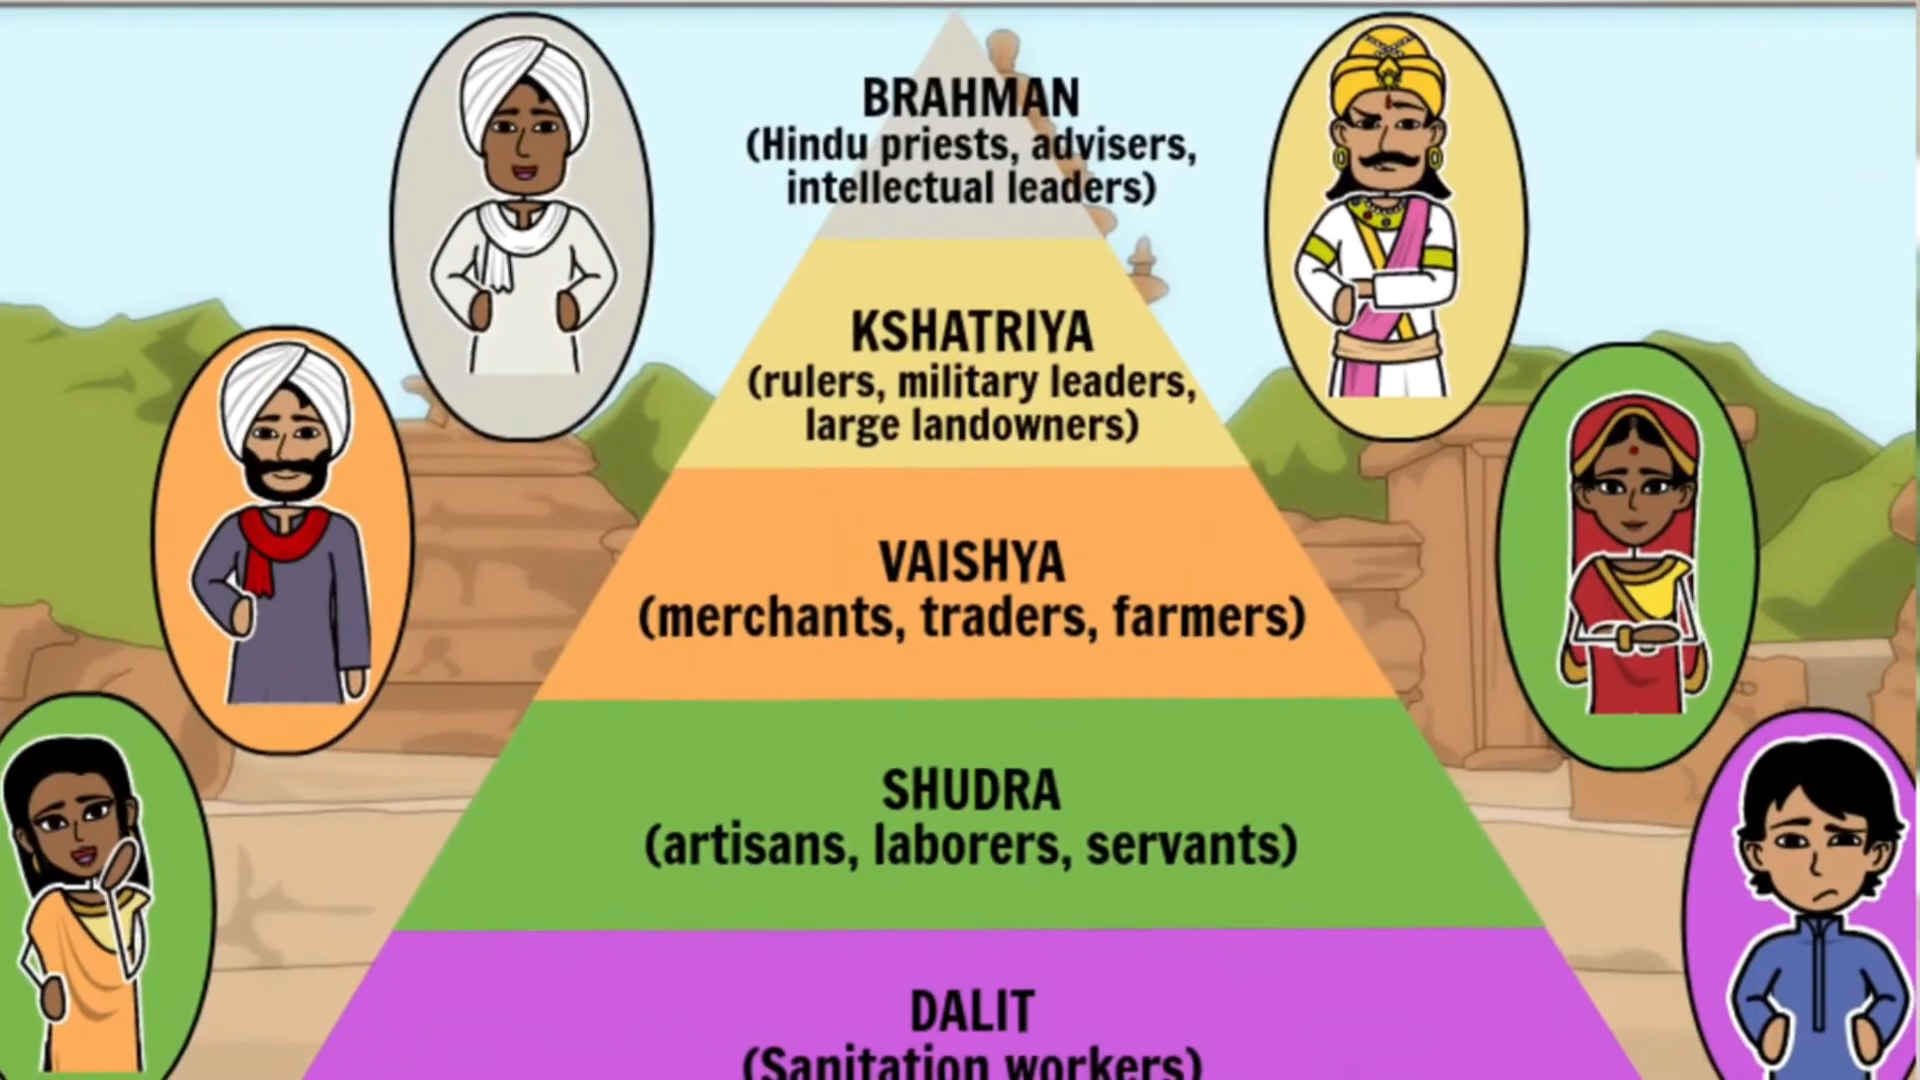 BRAHMAN
(Hindu priests, advisers,
intellectual leaders)
KSHATRIYA
(rulers, military leaders,
large landowners)
VAISHYA
(merchants, traders, farmers)
SHUDRA
(artisans, laborers, servants)
DALIT
(Sanitation workers)